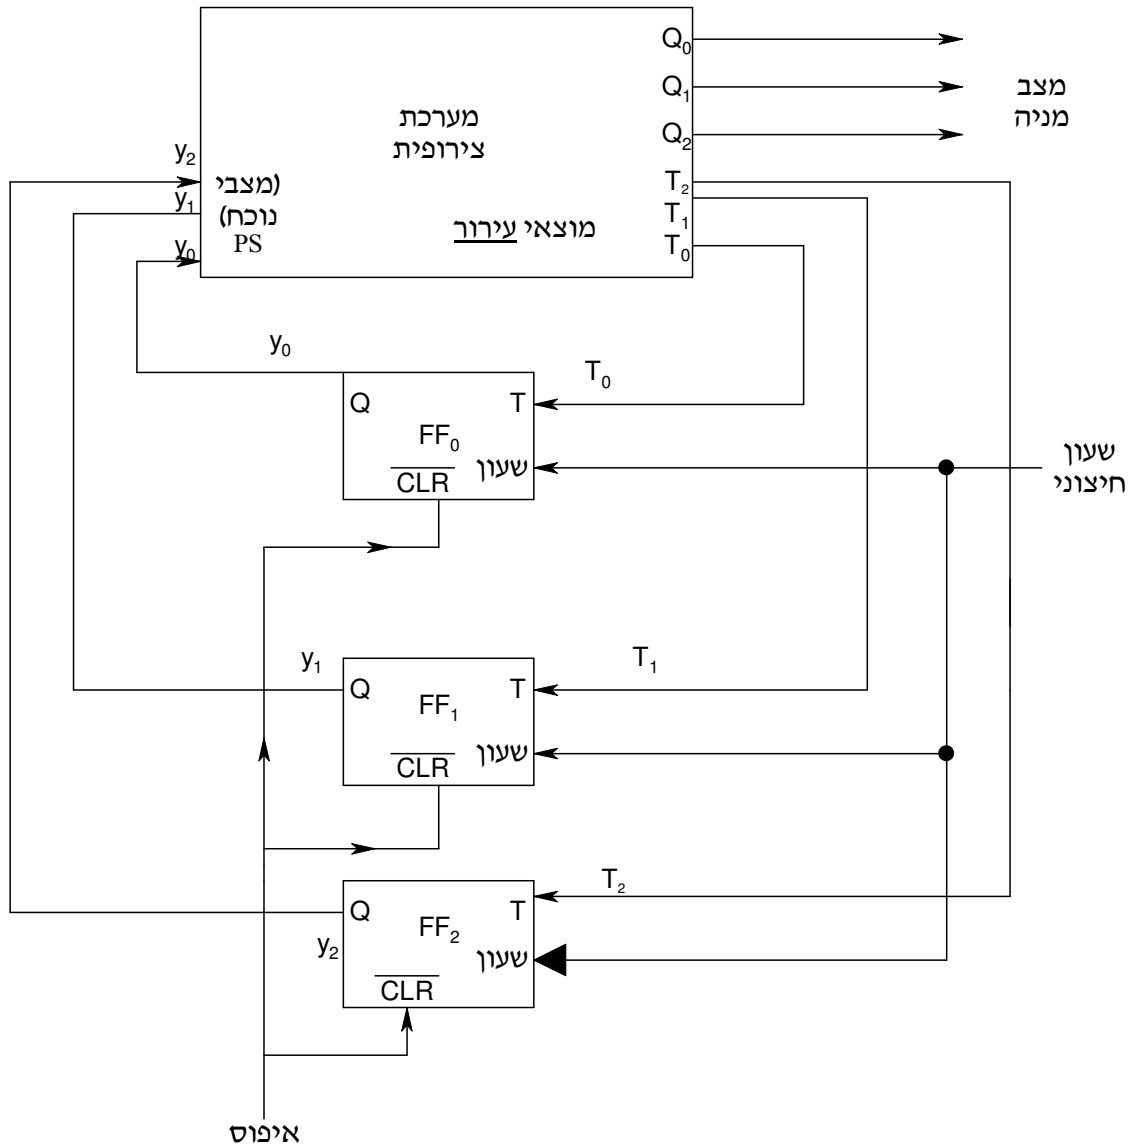 Q₀
Q₁
Q₂
מצב
מניה
מערכת
צירופית
y₂
y₁
y₀
(מצבי
נוכח)
PS
מוצאי עירור
T₂
T₁
T₀
y₀
T₀
Q
T
FF₀
CLR
שעון
שעון
חיצוני
y₁
T₁
Q
T
FF₁
CLR
שעון
T₂
Q
T
FF₂
y₂
שעון
CLR
איפוס